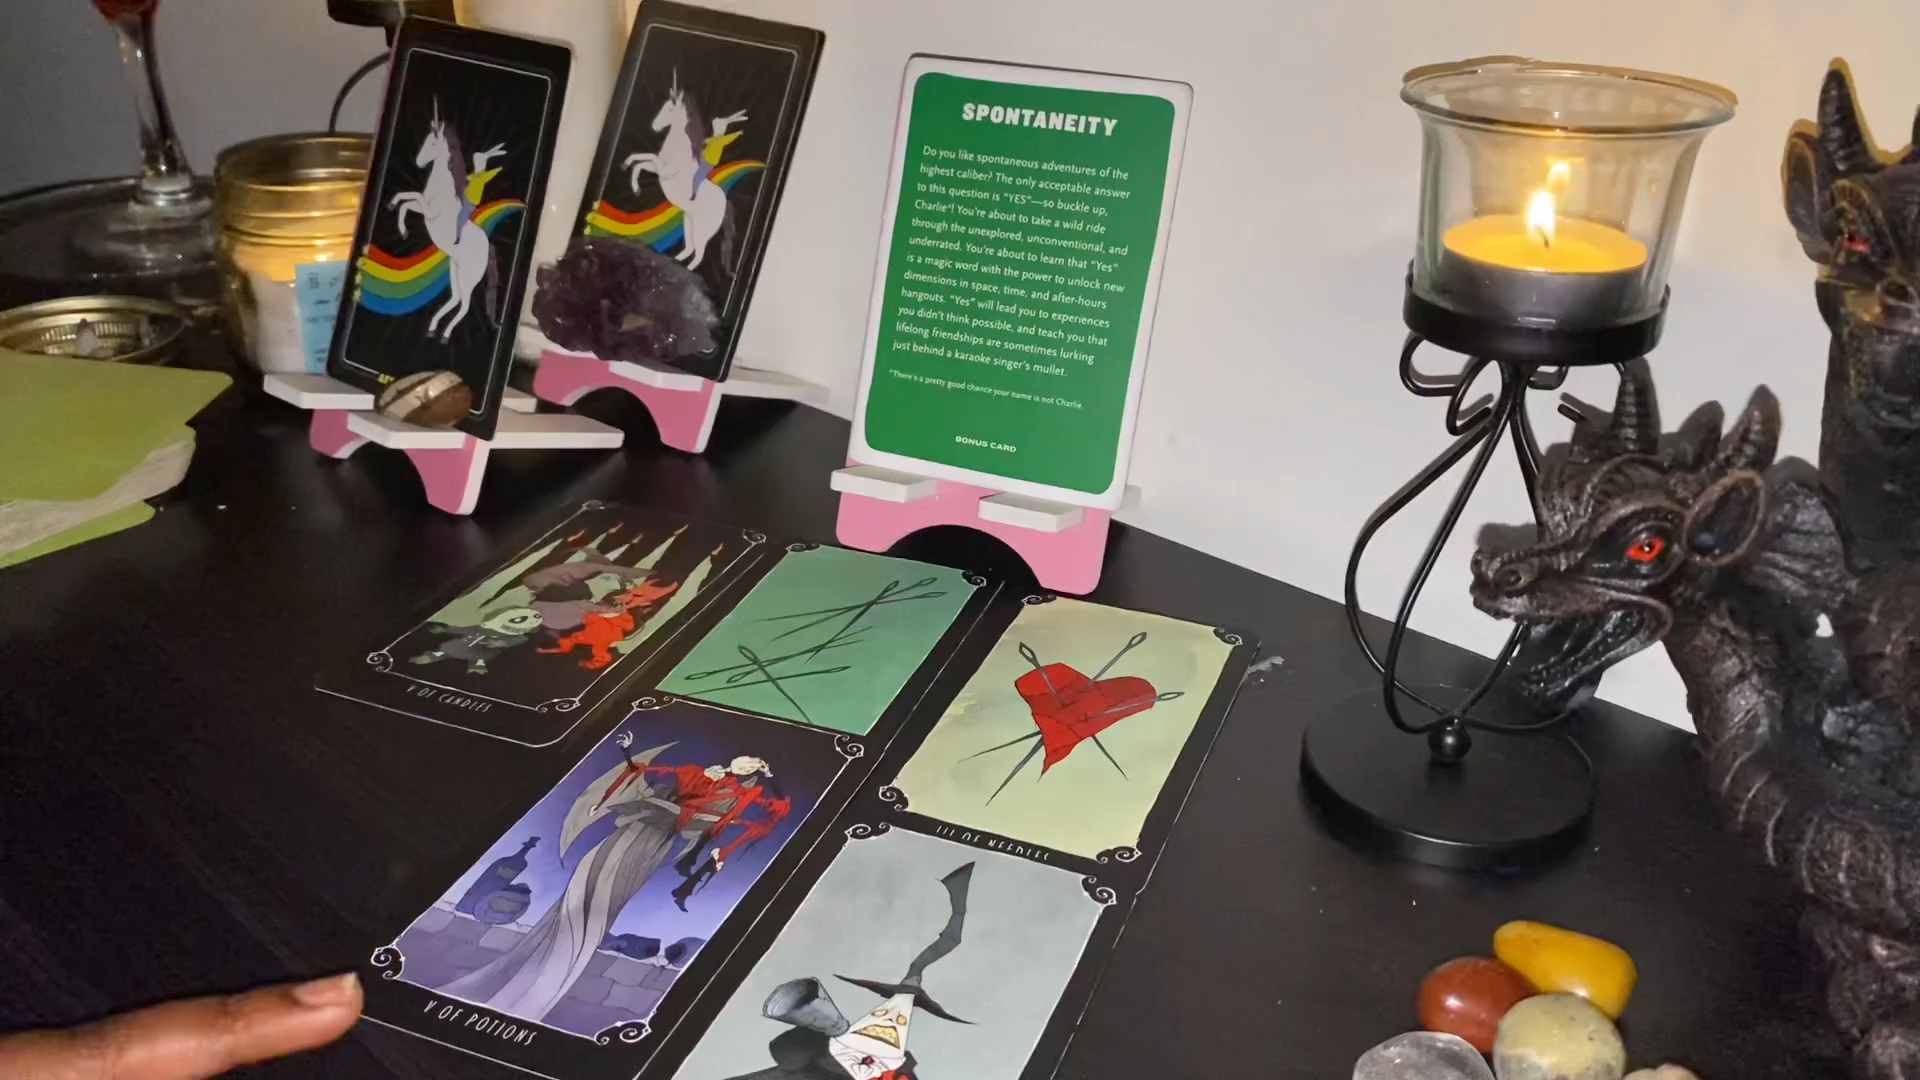 SPONTANEITY
Do you like spontaneous adventures of the
highest caliber? The only acceptable answer
to this question is "YES"—so buckle up,
Charlie*! You're about to take a wild ride
through the unexplored, unconventional, and
underrated. You're about to learn that "Yes"
is a magic word with the power to unlock new
dimensions in space, time, and after-hours
hangouts. "Yes" will lead you to experiences
you didn't think possible, and teach you that
lifelong friendships are sometimes lurking
just behind a karaoke singer's mullet.
*There's a pretty good chance your name is not Charlie.
BONUS CARD
V OF CANDLES
III OF NEEDLES
V OF POTIONS